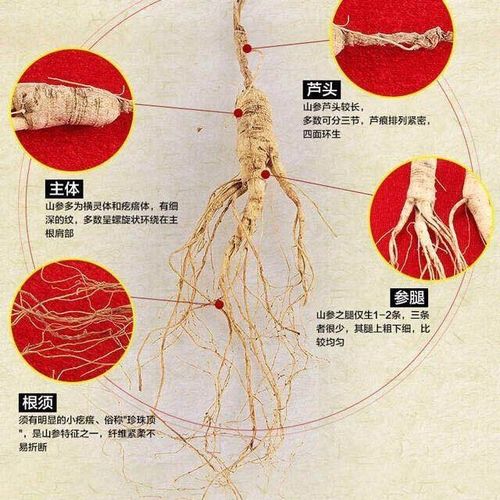 芦头
山参芦头较长，
多数可分三节，芦痕排列紧密，
四面环生
主体
山参多为横灵体和疙瘩体，有细
深的纹，多数呈螺旋状环绕在主
根肩部
参腿
山参之腿仅生1-2条，三条
者很少，其腿上粗下细，比
较均匀
根须
须有明显的小疙瘩、俗称"珍珠顶
"，是山参特征之一，纤维紧柔不
易折断